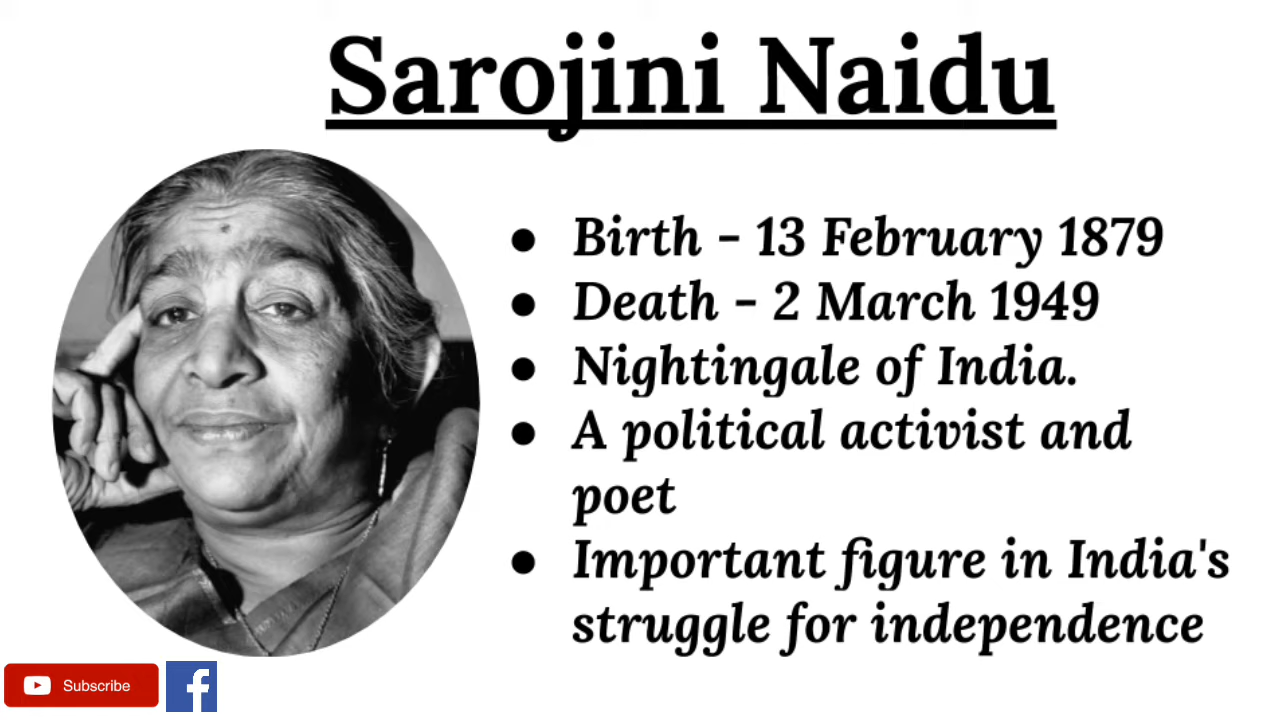 Sarojini Naidu
● Birth - 13 February 1879
● Death - 2 March 1949
● Nightingale of India.
● A political activist and
poet
● Important figure in India's
struggle for independence
Subscribe
f